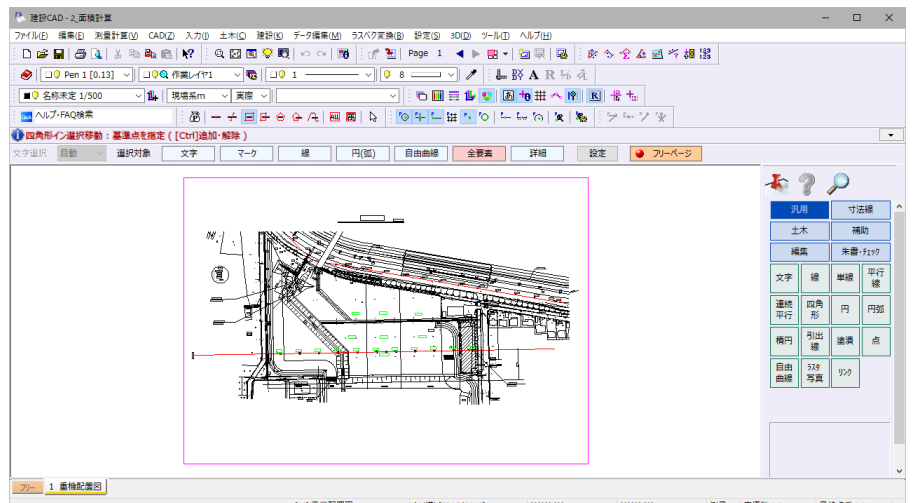 建設CAD - 2_面積計算
ファイル(F) 編集(E) 測量計算(V) CAD(Z) 入力(I) 土木(C) 建設(K) データ編集(M) ラスベク変換(B) 設定(S) 3D(D) ツール(T) ヘルプ(H)
Page 1
Pen 1 [0.13] 作業レイヤ1 1 8
名称未定 1/500 現場系m 実際
ヘルプ・FAQ検索
四角形イン選択移動：基準点を指定 ( [Ctrl]追加・解除 )
文字選択 自動 選択対象 文字 マーク 線 円(弧) 自由曲線 全要素 詳細 設定 フリーページ
汎用 寸法線
土木 補助
編集 朱書・チェック
文字 線 単線 平行線
連続平行 四角形 円 円弧
楕円 引出線 塗潰 点
自由曲線 ラスタ写真 リンク
フリー 1 重機配置図